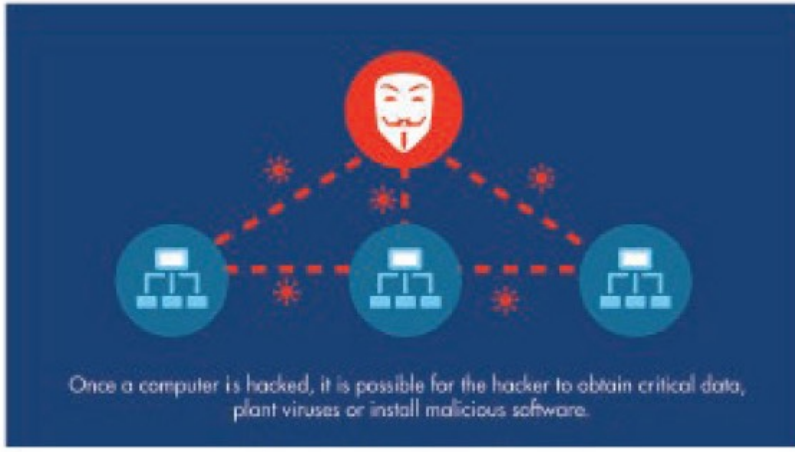 Once a computer is hacked, it is possible for the hacker to obtain critical data,
plant viruses or install malicious software.